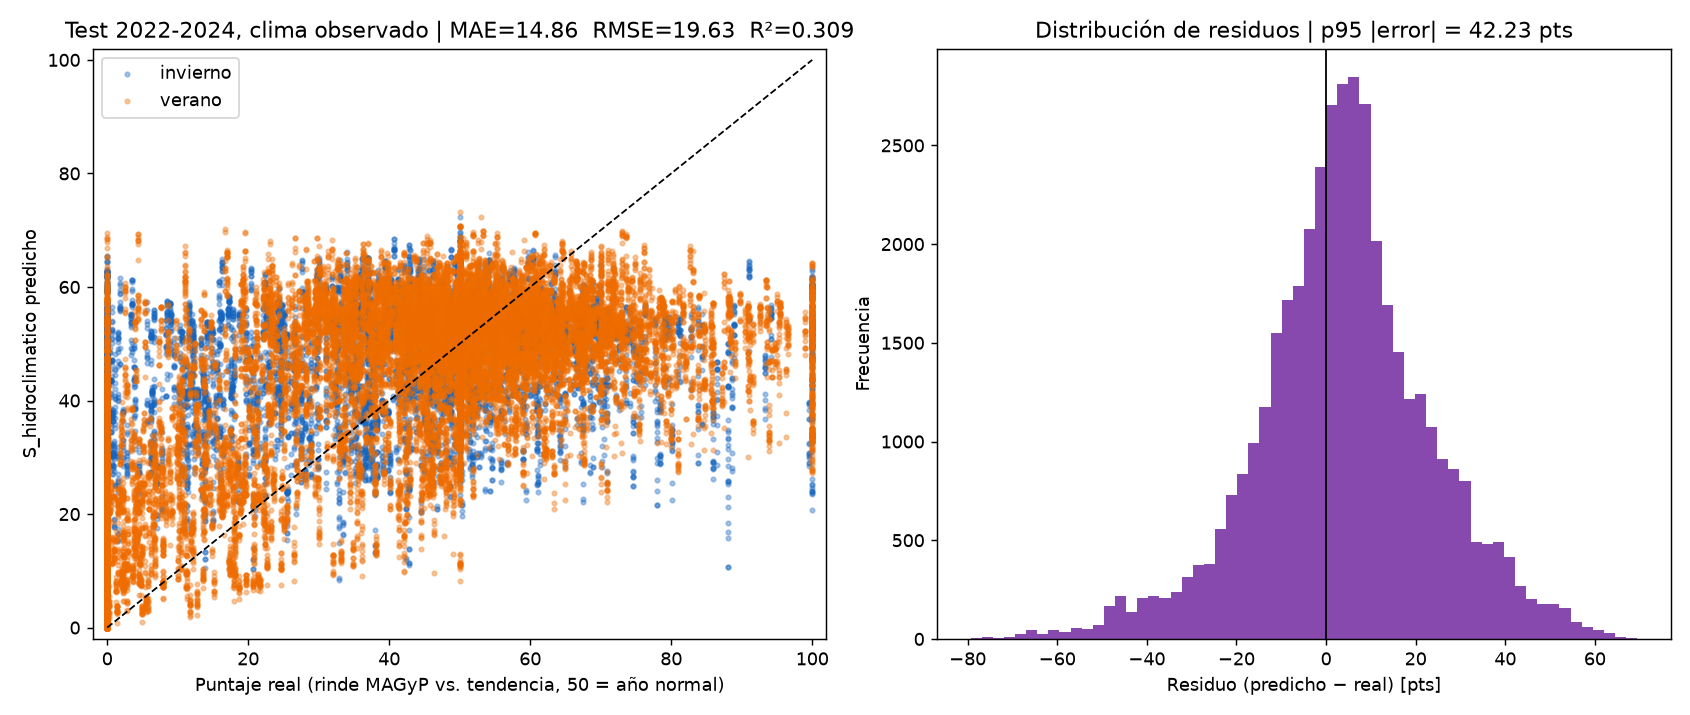 Test 2022-2024, clima observado | MAE=14.86  RMSE=19.63  R²=0.309
invierno
verano
100
80
60
40
20
0
S_hidroclimatico predicho
0 20 40 60 80 100
Puntaje real (rinde MAGyP vs. tendencia, 50 = año normal)
Distribución de residuos | p95 |error| = 42.23 pts
2500
2000
1500
1000
500
0
Frecuencia
−80 −60 −40 −20 0 20 40 60
Residuo (predicho − real) [pts]